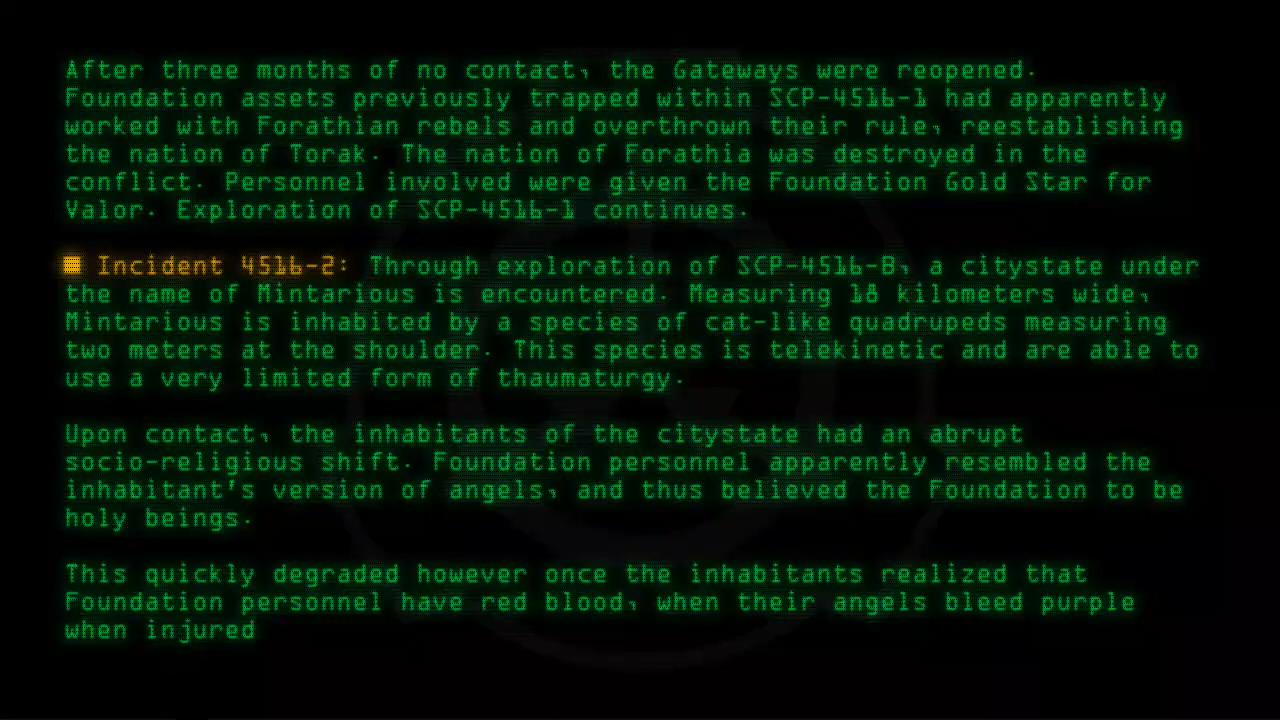 After three months of no contact, the Gateways were reopened.
Foundation assets previously trapped within SCP-4516-1 had apparently
worked with Forathian rebels and overthrown their rule, reestablishing
the nation of Torak. The nation of Forathia was destroyed in the
conflict. Personnel involved were given the Foundation Gold Star for
Valor. Exploration of SCP-4516-1 continues.
■ Incident 4516-2: Through exploration of SCP-4516-B, a citystate under
the name of Mintarious is encountered. Measuring 18 kilometers wide,
Mintarious is inhabited by a species of cat-like quadrupeds measuring
two meters at the shoulder. This species is telekinetic and are able to
use a very limited form of thaumaturgy.
Upon contact, the inhabitants of the citystate had an abrupt
socio-religious shift. Foundation personnel apparently resembled the
inhabitant's version of angels, and thus believed the Foundation to be
holy beings.
This quickly degraded however once the inhabitants realized that
Foundation personnel have red blood, when their angels bleed purple
when injured